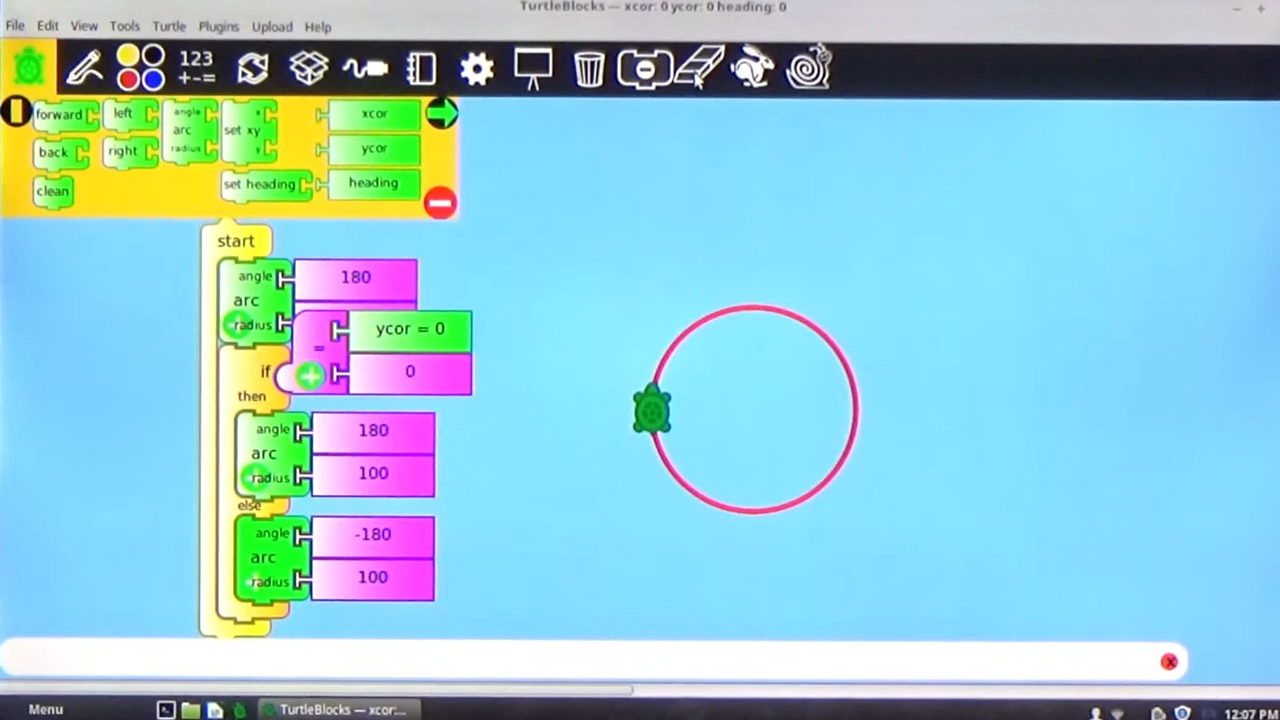 TurtleBlocks — xcor: 0 ycor: 0 heading: 0
File Edit View Tools Turtle Plugins Upload Help
123
+-=
forward left angle arc radius set xy x y xcor
back right ycor
clean set heading heading
start
angle 180
arc
radius
ycor = 0
=
if 0
then
angle 180
arc
radius 100
else
angle -180
arc
radius 100
x
Menu TurtleBlocks — xcor:... 12:07 PM